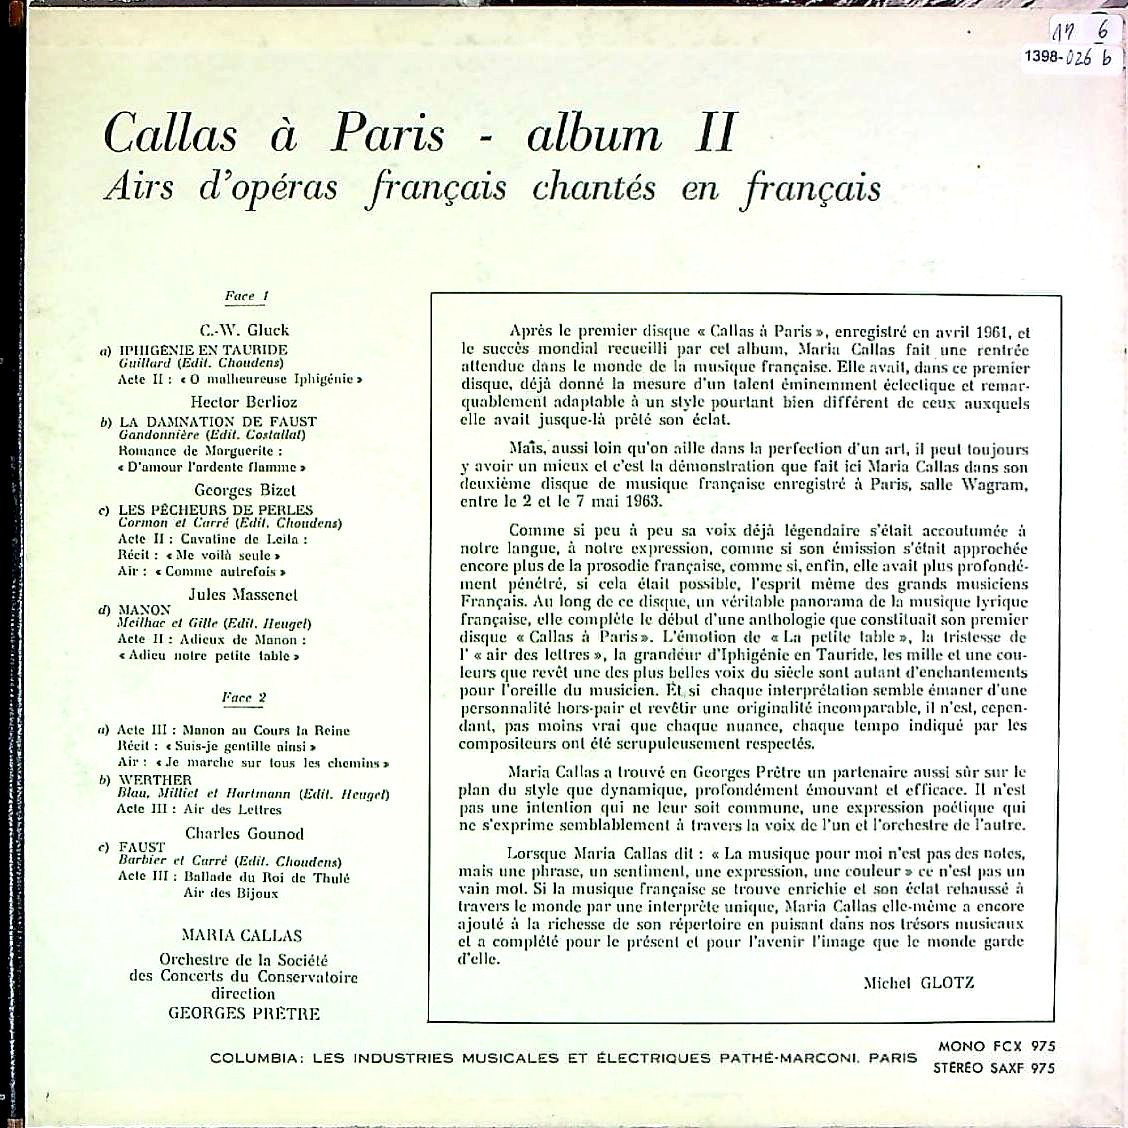 17 6
1398-026 b
Callas à Paris - album II
Airs d'opéras français chantés en français
Face 1
C.-W. Gluck
a) IPHIGÉNIE EN TAURIDE
Guillard (Edit. Choudens)
Acte II : « O malheureuse Iphigénie »
Hector Berlioz
b) LA DAMNATION DE FAUST
Gandonnière (Edit. Costallat)
Romance de Marguerite :
« D'amour l'ardente flamme »
Georges Bizet
c) LES PÊCHEURS DE PERLES
Cormon et Carré (Edit. Choudens)
Acte II : Cavatine de Leila :
Récit : « Me voilà seule »
Air : « Comme autrefois »
Jules Massenet
d) MANON
Meilhac et Gille (Edit. Heugel)
Acte II : Adieux de Manon :
« Adieu notre petite table »
Face 2
a) Acte III : Manon au Cours la Reine
Récit : « Suis-je gentille ainsi »
Air : « Je marche sur tous les chemins »
b) WERTHER
Blau, Milliet et Hartmann (Edit. Heugel)
Acte III : Air des Lettres
Charles Gounod
c) FAUST
Barbier et Carré (Edit. Choudens)
Acte III : Ballade du Roi de Thulé
Air des Bijoux
MARIA CALLAS
Orchestre de la Société
des Concerts du Conservatoire
direction
GEORGES PRÊTRE
Après le premier disque « Callas à Paris », enregistré en avril 1961, et
le succès mondial recueilli par cet album, Maria Callas fait une rentrée
attendue dans le monde de la musique française. Elle avait, dans ce premier
disque, déjà donné la mesure d'un talent éminemment éclectique et remar-
quablement adaptable à un style pourtant bien différent de ceux auxquels
elle avait jusque-là prêté son éclat.
Mais, aussi loin qu'on aille dans la perfection d'un art, il peut toujours
y avoir un mieux et c'est la démonstration que fait ici Maria Callas dans son
deuxième disque de musique française enregistré à Paris, salle Wagram,
entre le 2 et le 7 mai 1963.
Comme si peu à peu sa voix déjà légendaire s'était accoutumée à
notre langue, à notre expression, comme si son émission s'était approchée
encore plus de la prosodie française, comme si, enfin, elle avait plus profondé-
ment pénétré, si cela était possible, l'esprit même des grands musiciens
Français. Au long de ce disque, un véritable panorama de la musique lyrique
française, elle complète le début d'une anthologie que constituait son premier
disque « Callas à Paris ». L'émotion de « La petite table », la tristesse de
l' « air des lettres », la grandeur d'Iphigénie en Tauride, les mille et une cou-
leurs que revêt une des plus belles voix du siècle sont autant d'enchantements
pour l'oreille du musicien. Et si chaque interprétation semble émaner d'une
personnalité hors-pair et revêtir une originalité incomparable, il n'est, cepen-
dant, pas moins vrai que chaque nuance, chaque tempo indiqué par les
compositeurs ont été scrupuleusement respectés.
Maria Callas a trouvé en Georges Prêtre un partenaire aussi sûr sur le
plan du style que dynamique, profondément émouvant et efficace. Il n'est
pas une intention qui ne leur soit commune, une expression poétique qui
ne s'exprime semblablement à travers la voix de l'un et l'orchestre de l'autre.
Lorsque Maria Callas dit : « La musique pour moi n'est pas des notes,
mais une phrase, un sentiment, une expression, une couleur » ce n'est pas un
vain mot. Si la musique française se trouve enrichie et son éclat rehaussé à
travers le monde par une interprète unique, Maria Callas elle-même a encore
ajouté à la richesse de son répertoire en puisant dans nos trésors musicaux
et a complété pour le présent et pour l'avenir l'image que le monde garde
d'elle.
Michel GLOTZ
COLUMBIA: LES INDUSTRIES MUSICALES ET ÉLECTRIQUES PATHÉ-MARCONI. PARIS
MONO FCX 975
STÉRÉO SAXF 975